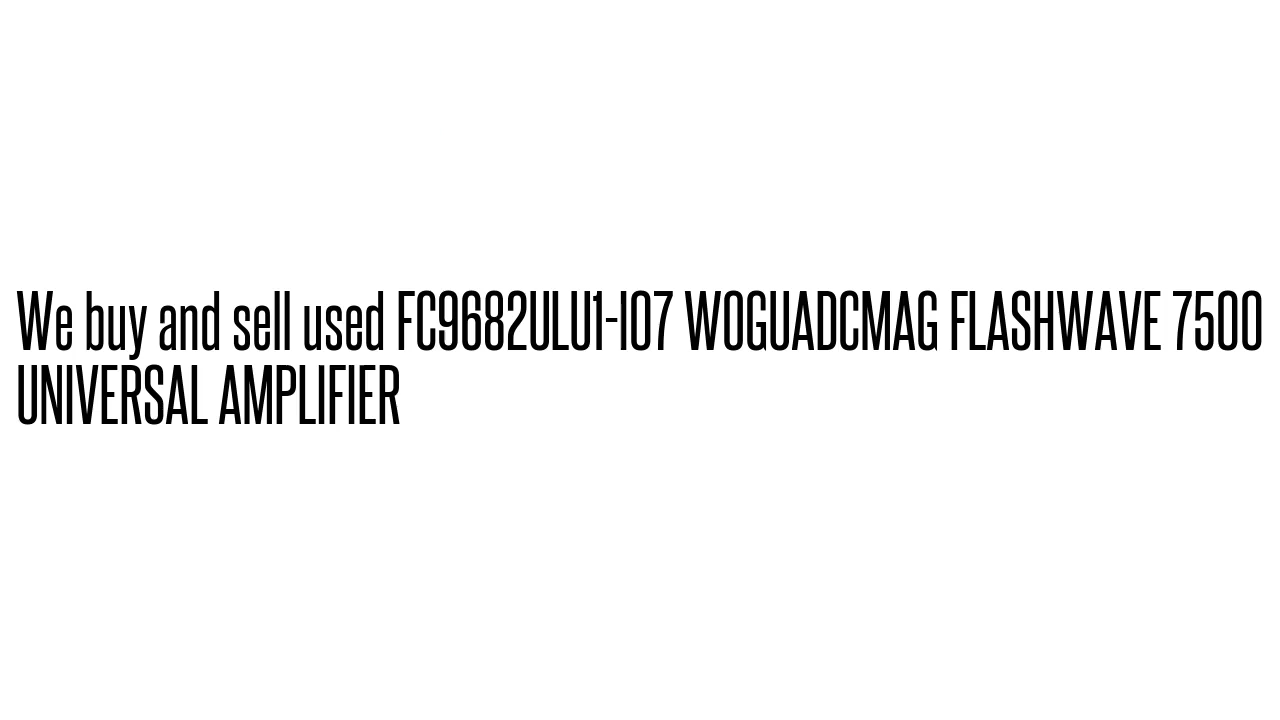 We buy and sell used FC9682ULU1-I07 WOGUADCMAG FLASHWAVE 7500
UNIVERSAL AMPLIFIER